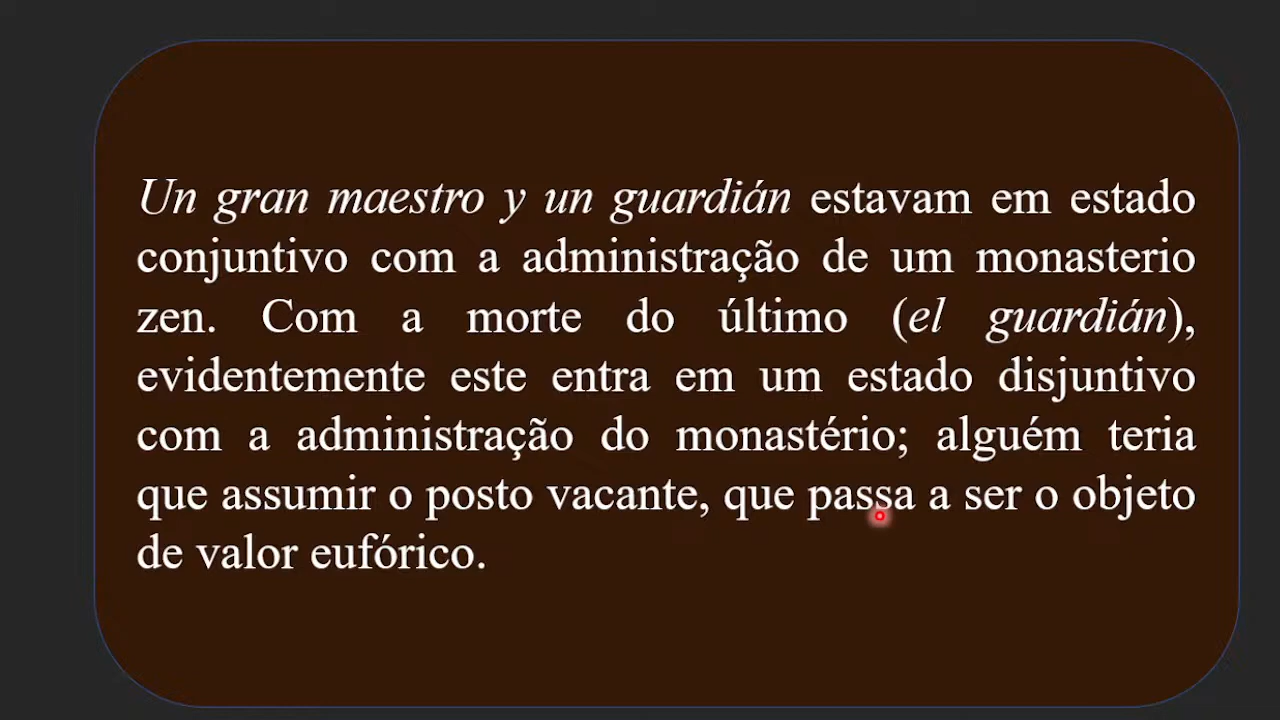 Un gran maestro y un guardián estavam em estado
conjuntivo com a administração de um monasterio
zen. Com a morte do último (el guardián),
evidentemente este entra em um estado disjuntivo
com a administração do monastério; alguém teria
que assumir o posto vacante, que passa a ser o objeto
de valor eufórico.